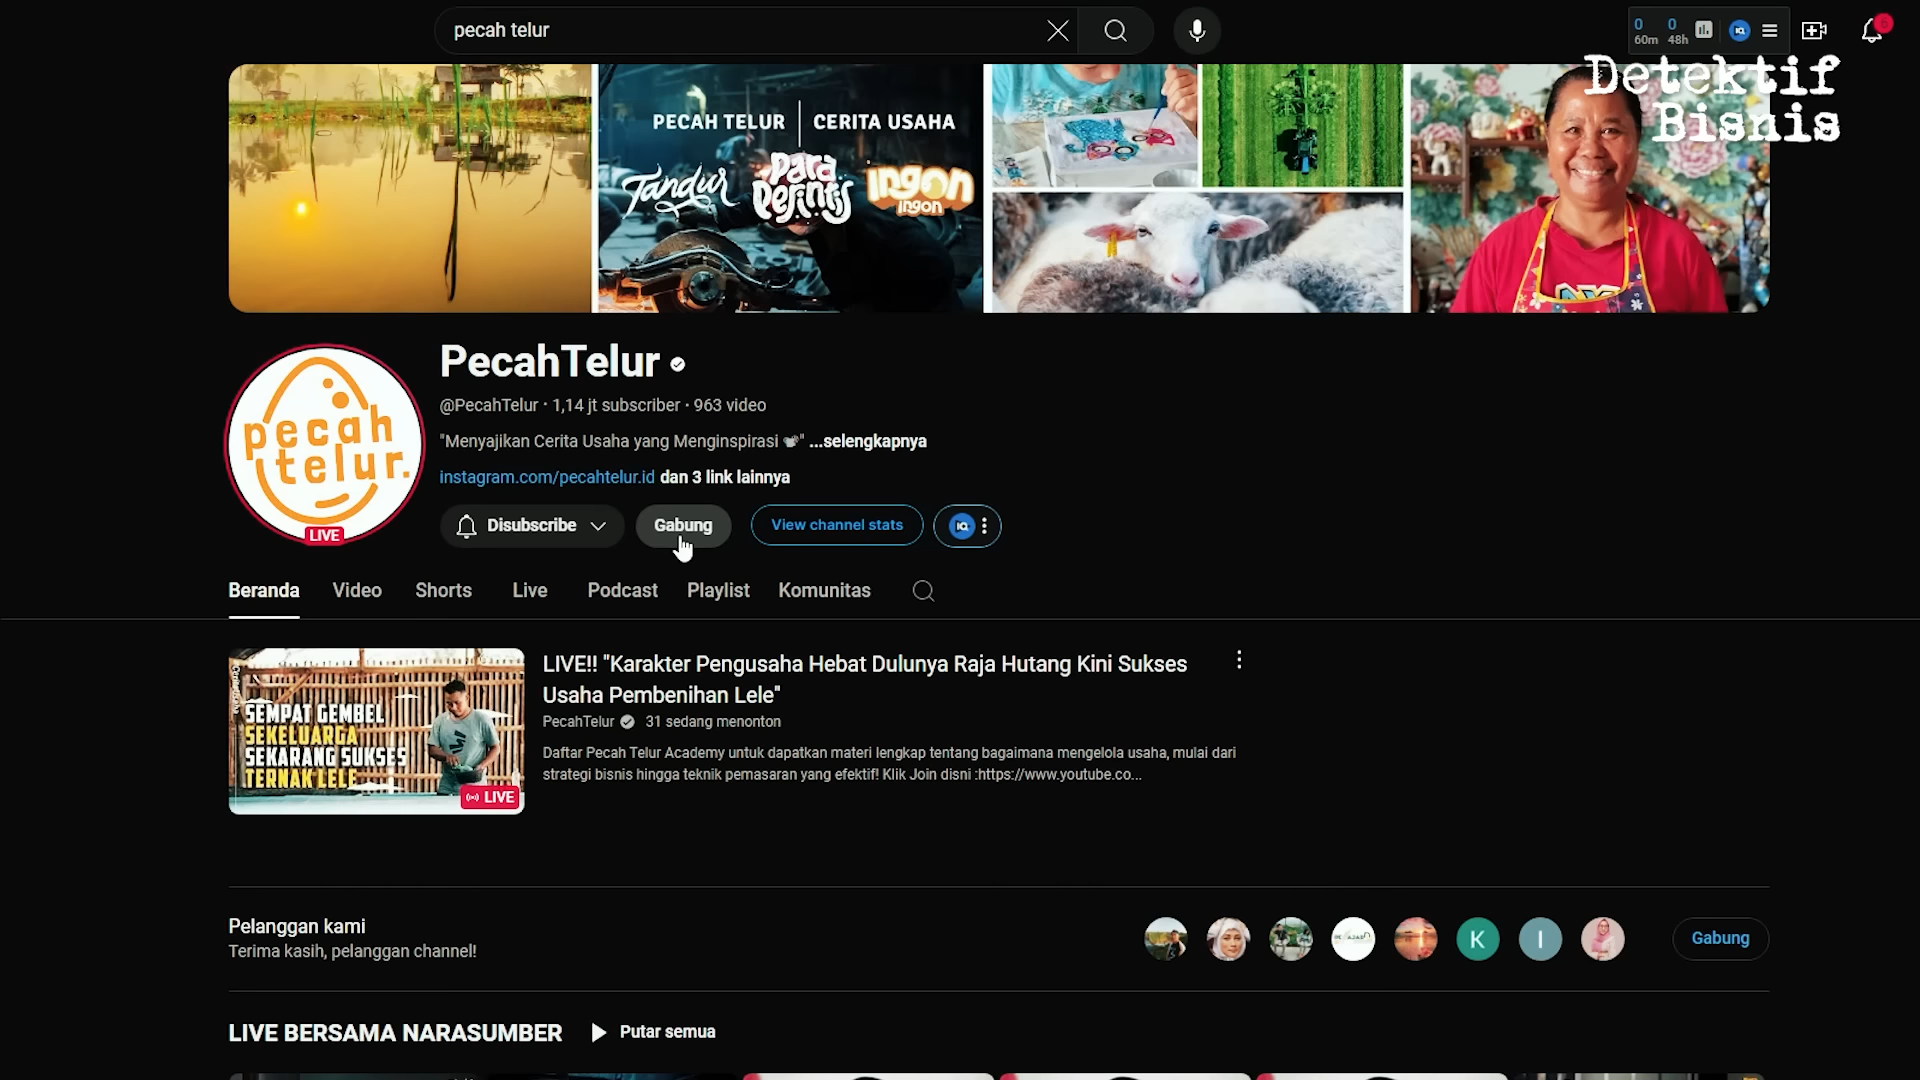 pecah telur
0 0
60m 48h
6
Detektif
Bisnis
PECAH TELUR | CERITA USAHA
Tandur
Para Perintis
ingon ingon
pecah
telur.
LIVE
PecahTelur
@PecahTelur · 1,14 jt subscriber · 963 video
"Menyajikan Cerita Usaha yang Menginspirasi 🐿" ...selengkapnya
instagram.com/pecahtelur.id dan 3 link lainnya
Disubscribe
Gabung
View channel stats
IQ
Beranda Video Shorts Live Podcast Playlist Komunitas
SEMPAT GEMBEL
SEKELUARGA
SEKARANG SUKSES
TERNAK LELE
LIVE
LIVE!! "Karakter Pengusaha Hebat Dulunya Raja Hutang Kini Sukses
Usaha Pembenihan Lele"
PecahTelur 31 sedang menonton
Daftar Pecah Telur Academy untuk dapatkan materi lengkap tentang bagaimana mengelola usaha, mulai dari
strategi bisnis hingga teknik pemasaran yang efektif! Klik Join disni :https://www.youtube.co...
Pelanggan kami
Terima kasih, pelanggan channel!
K
I
Gabung
LIVE BERSAMA NARASUMBER Putar semua